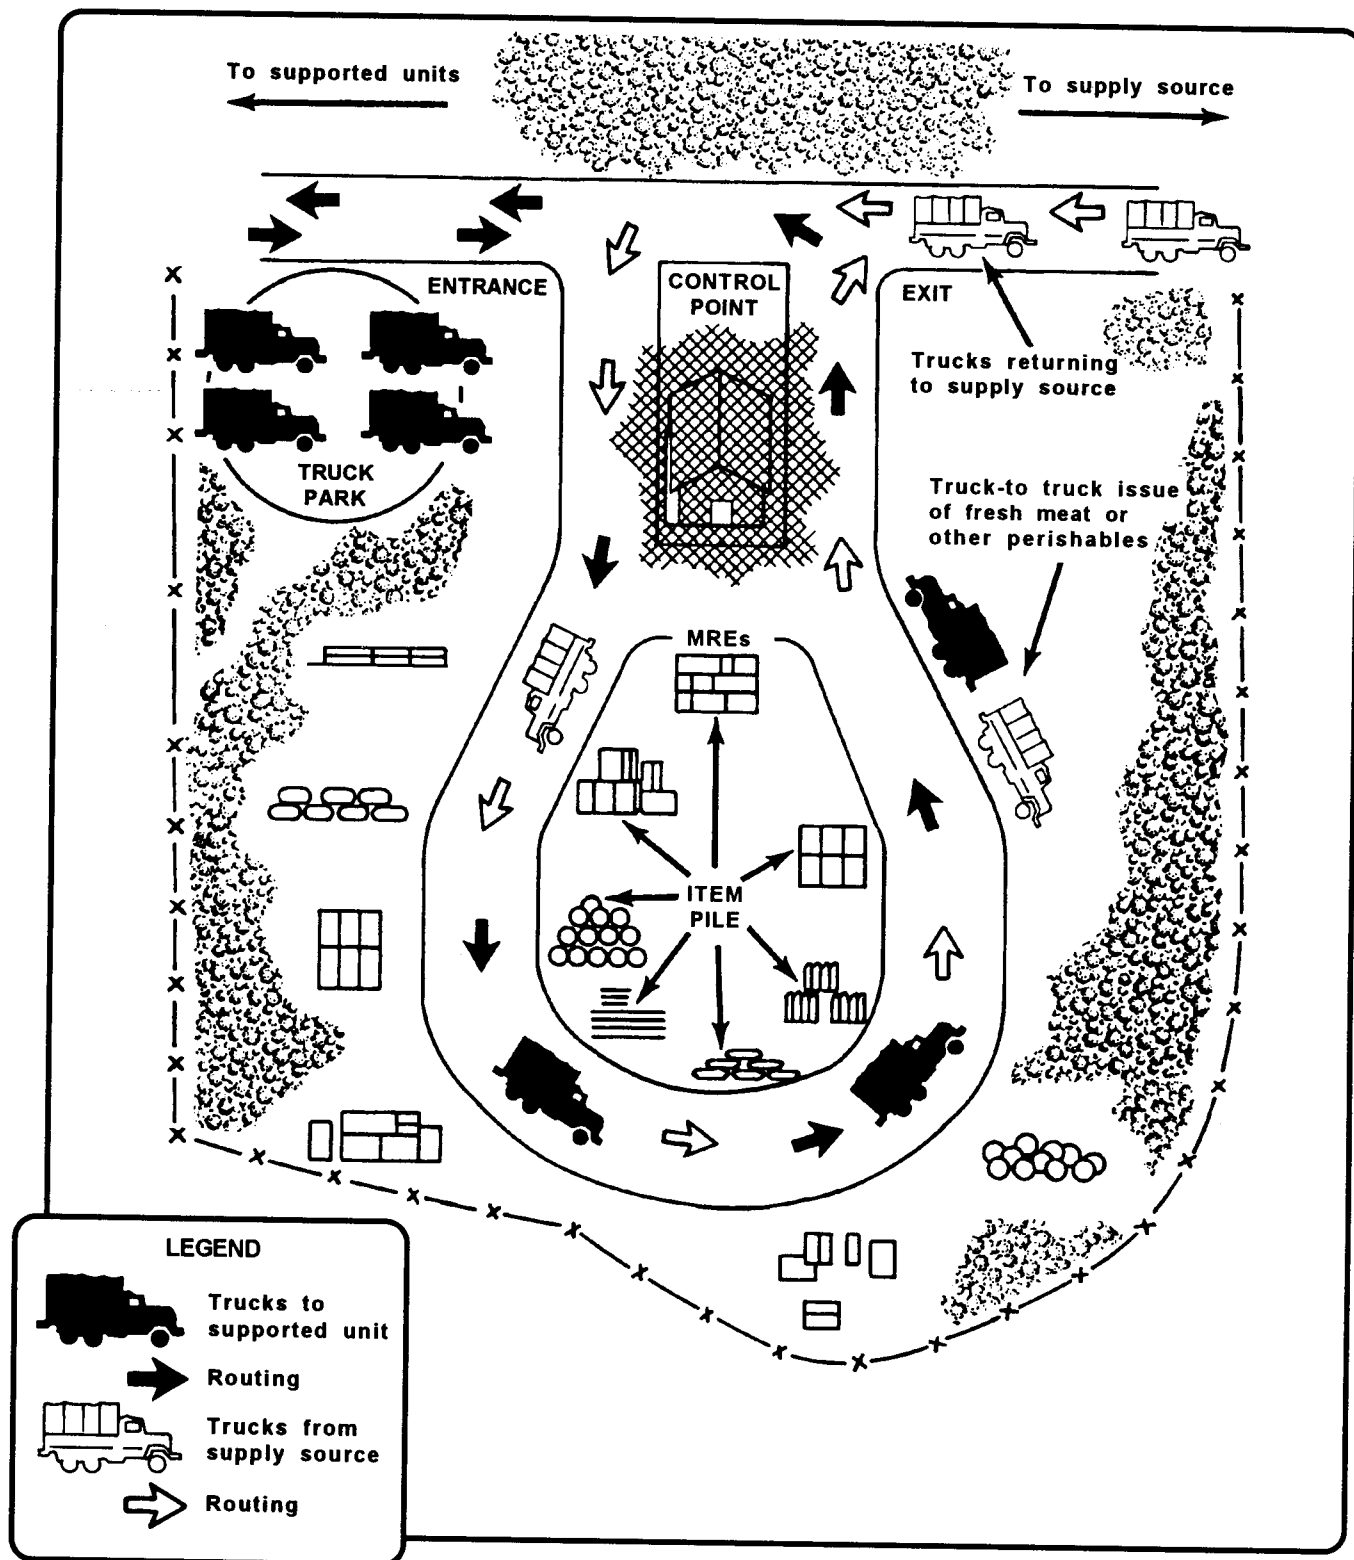 To supported units
To supply source
ENTRANCE
CONTROL
POINT
EXIT
Trucks returning
to supply source
TRUCK
PARK
Truck-to truck issue
of fresh meat or
other perishables
MREs
ITEM
PILE
LEGEND
Trucks to
supported unit
Routing
Trucks from
supply source
Routing